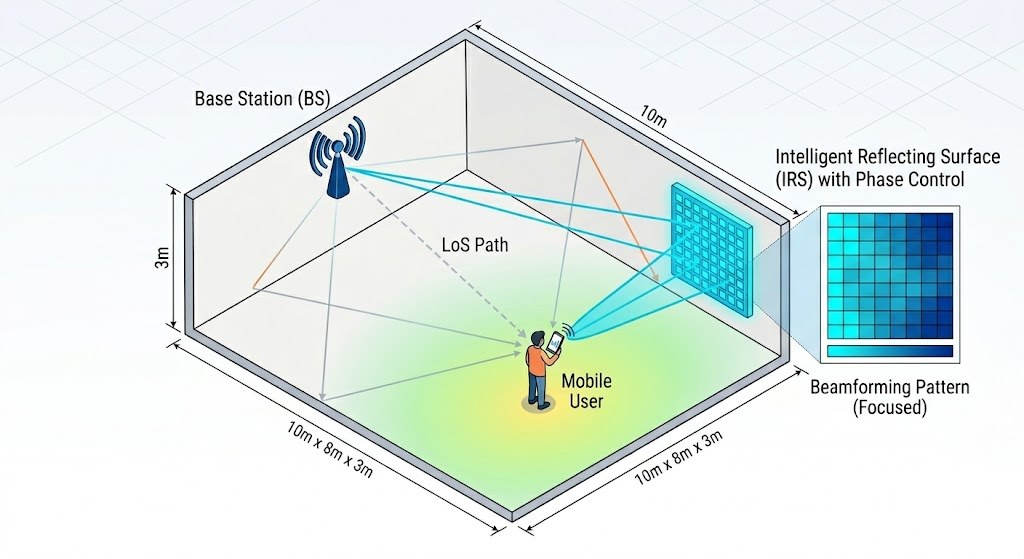 Base Station (BS)
10m
Intelligent Reflecting Surface
(IRS) with Phase Control
LoS Path
3m
Mobile
User
Beamforming Pattern
(Focused)
10m x 8m x 3m
10m x 8m x 3m